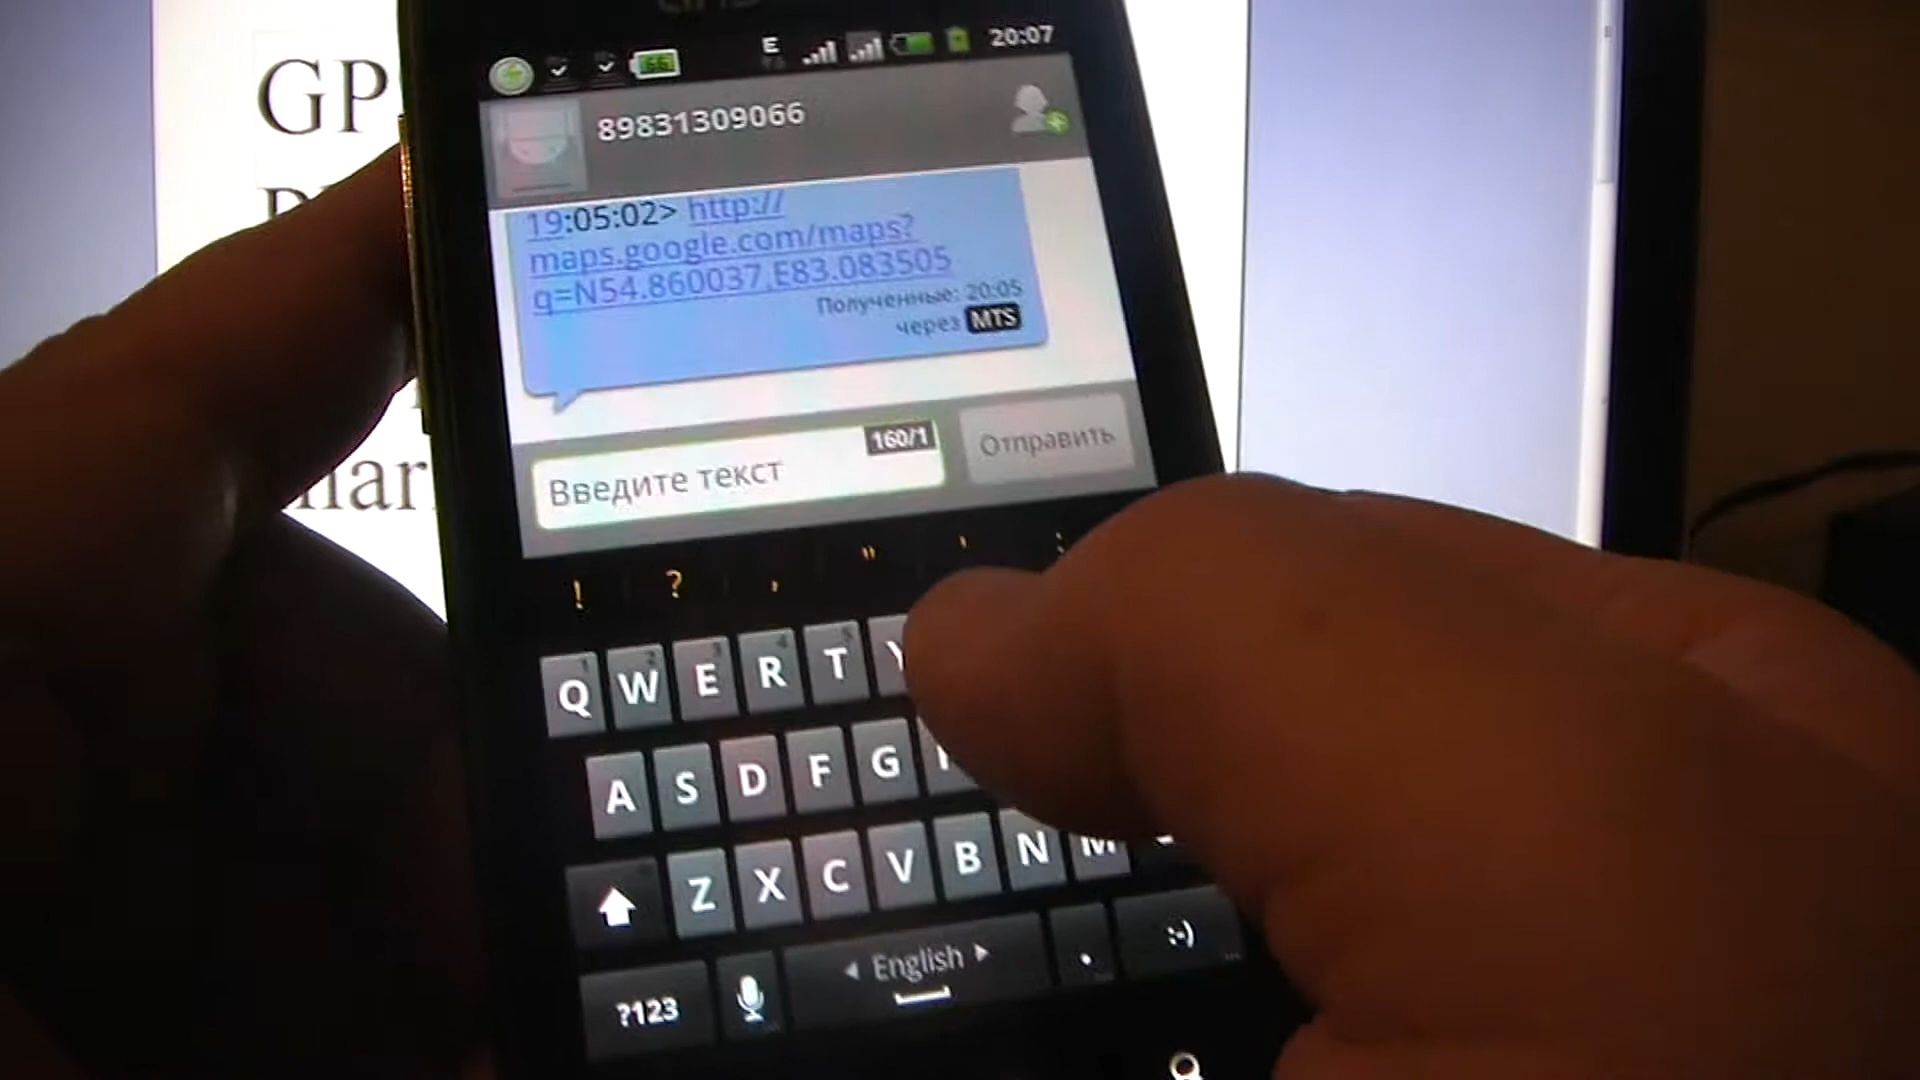 GP
E
20:07
89831309066
19:05:02> http://
maps.google.com/maps?
q=N54.860037,E83.083505
Полученные: 20:05
через MTS
160/1
Введите текст
Отправить
! ? , " ' :
Q W E R T Y
A S D F G
Z X C V B N M
?123 English . :-)